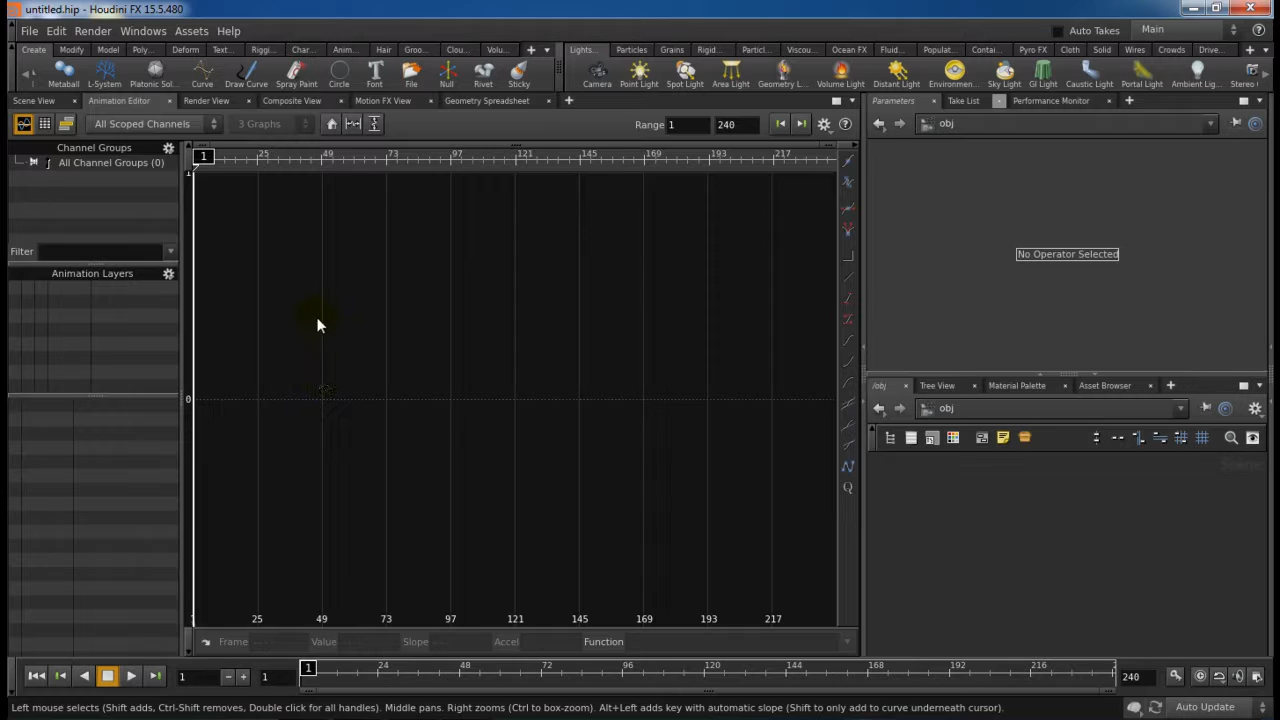 untitled.hip - Houdini FX 15.5.480
File Edit Render Windows Assets Help
Auto Takes Main
Create Modify Model Poly... Deform Text... Riggi... Char... Anim... Hair Groo... Clou... Volu...
Lights... Particles Grains Rigid... Particl... Viscou... Ocean FX Fluid... Populat... Contai... Pyro FX Cloth Solid Wires Crowds Drive...
Metaball L-System Platonic Sol... Curve Draw Curve Spray Paint Circle Font File Null Rivet Sticky
Camera Point Light Spot Light Area Light Geometry L... Volume Light Distant Light Environme... Sky Light GI Light Caustic Light Portal Light Ambient Lig... Stereo C
Scene View Animation Editor Render View Composite View Motion FX View Geometry Spreadsheet
Parameters Take List Performance Monitor
All Scoped Channels 3 Graphs Range 1 240
obj
Channel Groups
All Channel Groups (0)
Filter
Animation Layers
1 25 49 73 97 121 145 169 193 217
1
0
1 25 49 73 97 121 145 169 193 217
Frame Value Slope Accel Function
No Operator Selected
/obj Tree View Material Palette Asset Browser
obj
1 1 1 24 48 72 96 120 144 168 192 216 2 240
Left mouse selects (Shift adds, Ctrl-Shift removes, Double click for all handles). Middle pans. Right zooms (Ctrl to box-zoom). Alt+Left adds key with automatic slope (Shift to only add to curve underneath cursor).
Auto Update